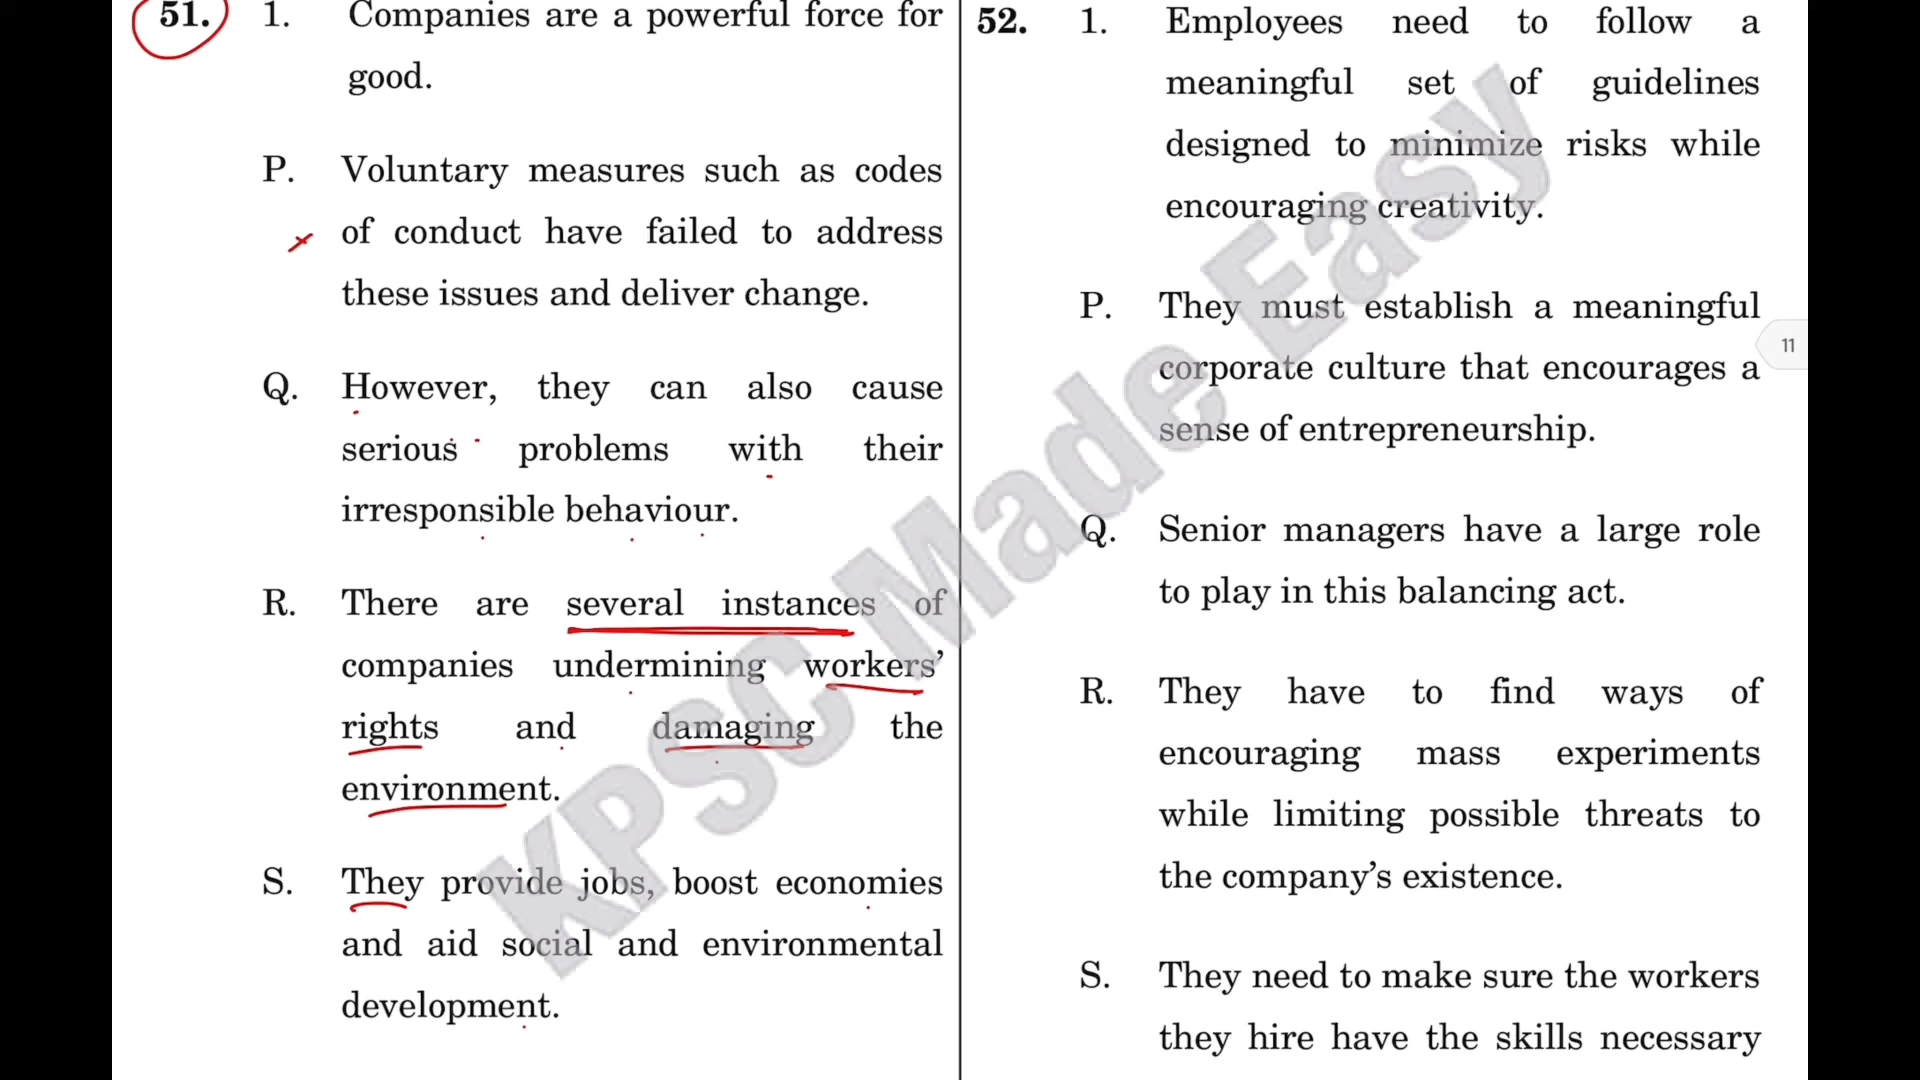 51. 1. Companies are a powerful force for
good.
P. Voluntary measures such as codes
of conduct have failed to address
these issues and deliver change.
Q. However, they can also cause
serious problems with their
irresponsible behaviour.
R. There are several instances of
companies undermining workers'
rights and damaging the
environment.
S. They provide jobs, boost economies
and aid social and environmental
development.
52. 1. Employees need to follow a
meaningful set of guidelines
designed to minimize risks while
encouraging creativity.
P. They must establish a meaningful
corporate culture that encourages a
sense of entrepreneurship.
Q. Senior managers have a large role
to play in this balancing act.
R. They have to find ways of
encouraging mass experiments
while limiting possible threats to
the company's existence.
S. They need to make sure the workers
they hire have the skills necessary
11
KPSC Made Easy